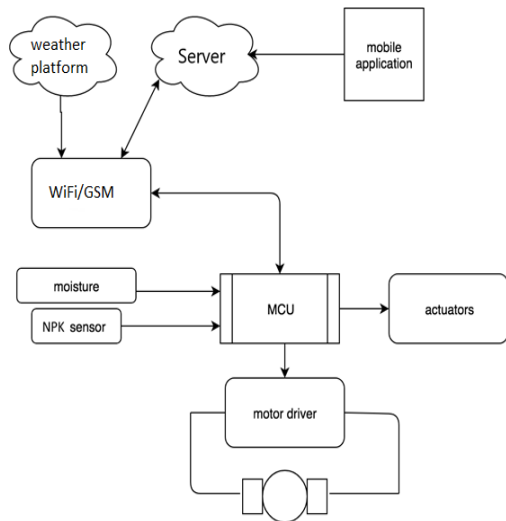 weather
platform
Server
mobile
application
WiFi/GSM
moisture
NPK sensor
MCU
actuators
motor driver